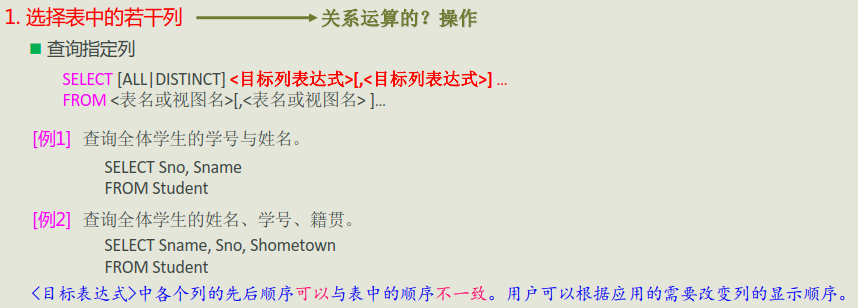 1. 选择表中的若干列 关系运算的？操作
查询指定列
SELECT [ALL|DISTINCT] <目标列表达式>[,<目标列表达式>] …
FROM <表名或视图名>[,<表名或视图名> ]…
[例1] 查询全体学生的学号与姓名。
SELECT Sno, Sname
FROM Student
[例2] 查询全体学生的姓名、学号、籍贯。
SELECT Sname, Sno, Shometown
FROM Student
<目标表达式>中各个列的先后顺序可以与表中的顺序不一致。用户可以根据应用的需要改变列的显示顺序。